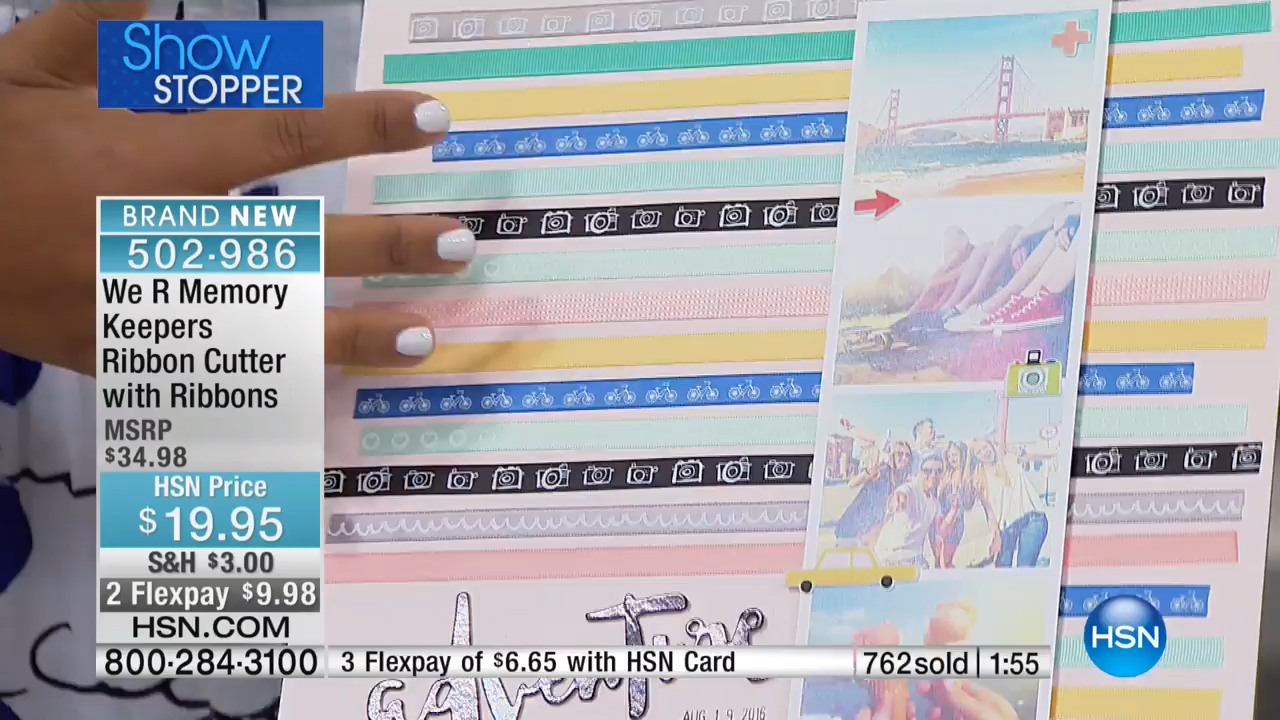 Show
STOPPER
BRAND NEW
502·986
We R Memory
Keepers
Ribbon Cutter
with Ribbons
MSRP
$34.98
HSN Price
$19.95
S&H $3.00
2 Flexpay $9.98
HSN.COM
800·284·3100
3 Flexpay of $6.65 with HSN Card
762sold
1:55
HSN
adventure
AUG 19 2016